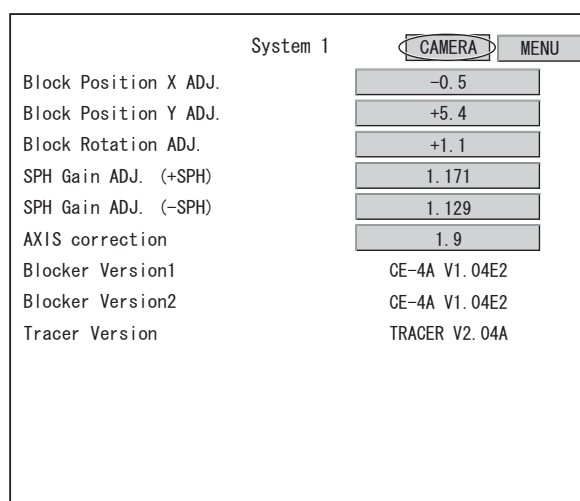 System 1 CAMERA MENU
Block Position X ADJ. -0.5
Block Position Y ADJ. +5.4
Block Rotation ADJ. +1.1
SPH Gain ADJ. (+SPH) 1.171
SPH Gain ADJ. (-SPH) 1.129
AXIS correction 1.9
Blocker Version1 CE-4A V1.04E2
Blocker Version2 CE-4A V1.04E2
Tracer Version TRACER V2.04A